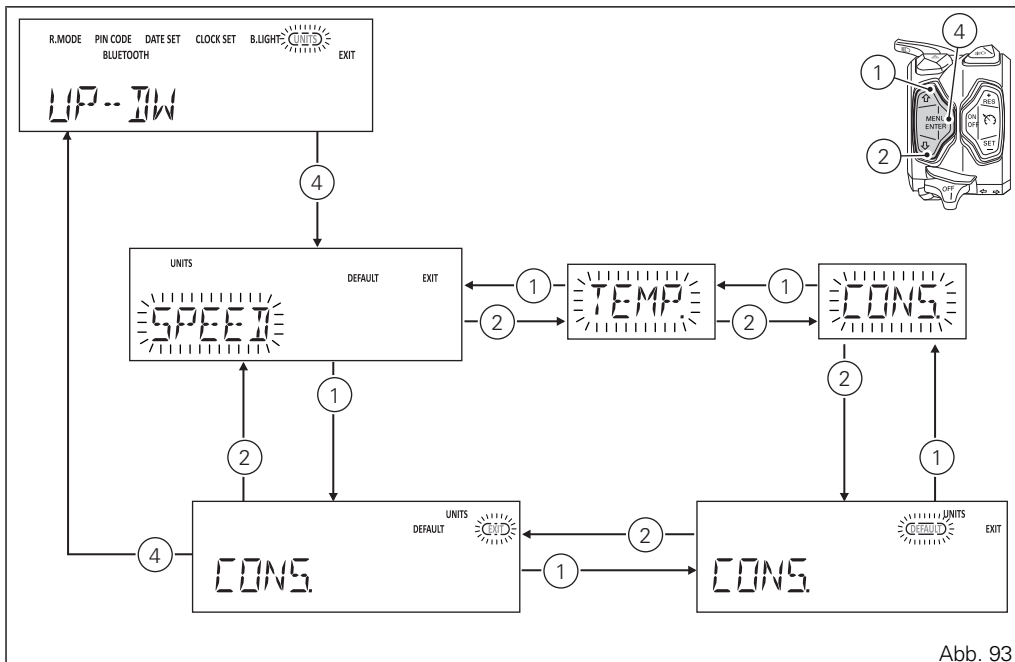 R.MODE PIN CODE DATE SET CLOCK SET B.LIGHT UNITS
BLUETOOTH EXIT
UP-DW
4
1
MENU
ENTER
ON
OFF
+
RES
SET
-
2
OFF
4
UNITS
DEFAULT EXIT
SPEED
1
2
TEMP.
1
2
CONS.
2
1
2
1
UNITS
DEFAULT EXIT
CONS.
4
2
1
UNITS
DEFAULT EXIT
CONS.
Abb. 93